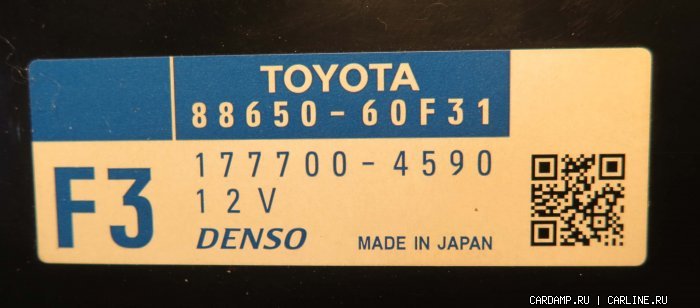 TOYOTA
88650-60F31
F3
177700-4590
12V
DENSO MADE IN JAPAN
CARDAMP.RU | CARLINE.RU